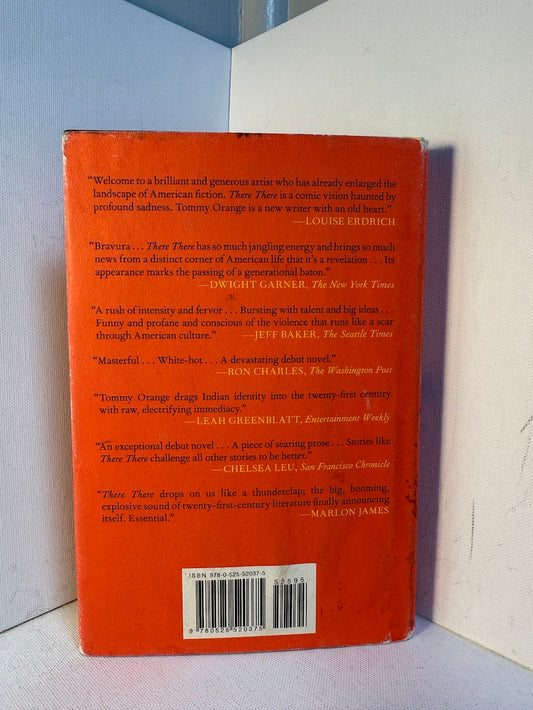 “Welcome to a brilliant and generous artist who has already enlarged the
landscape of American fiction. There There is a comic vision haunted by
profound sadness. Tommy Orange is a new writer with an old heart.”
—LOUISE ERDRICH
“Bravura . . . There There has so much jangling energy and brings so much
news from a distinct corner of American life that it’s a revelation . . . Its
appearance marks the passing of a generational baton.”
—DWIGHT GARNER, The New York Times
“A rush of intensity and fervor . . . Bursting with talent and big ideas . . .
Funny and profane and conscious of the violence that runs like a scar
through American culture.” —JEFF BAKER, The Seattle Times
“Masterful . . . White-hot . . . A devastating debut novel.”
—RON CHARLES, The Washington Post
“Tommy Orange drags Indian identity into the twenty-first century
with raw, electrifying immediacy.”
—LEAH GREENBLATT, Entertainment Weekly
“An exceptional debut novel . . . A piece of searing prose . . . Stories like
There There challenge all other stories to be better.”
—CHELSEA LEU, San Francisco Chronicle
“There There drops on us like a thunderclap; the big, booming,
explosive sound of twenty-first-century literature finally announcing
itself. Essential.” —MARLON JAMES
ISBN 978-0-525-52037-5
52595
9 780525 520375